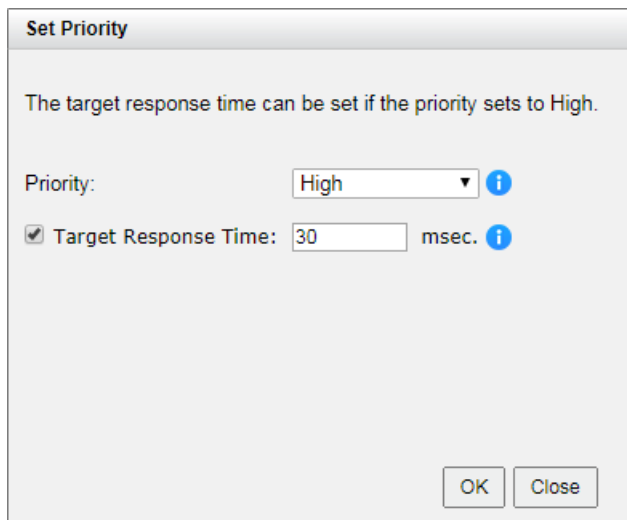 Set Priority
The target response time can be set if the priority sets to High.
Priority: High
Target Response Time: 30 msec.
OK Close